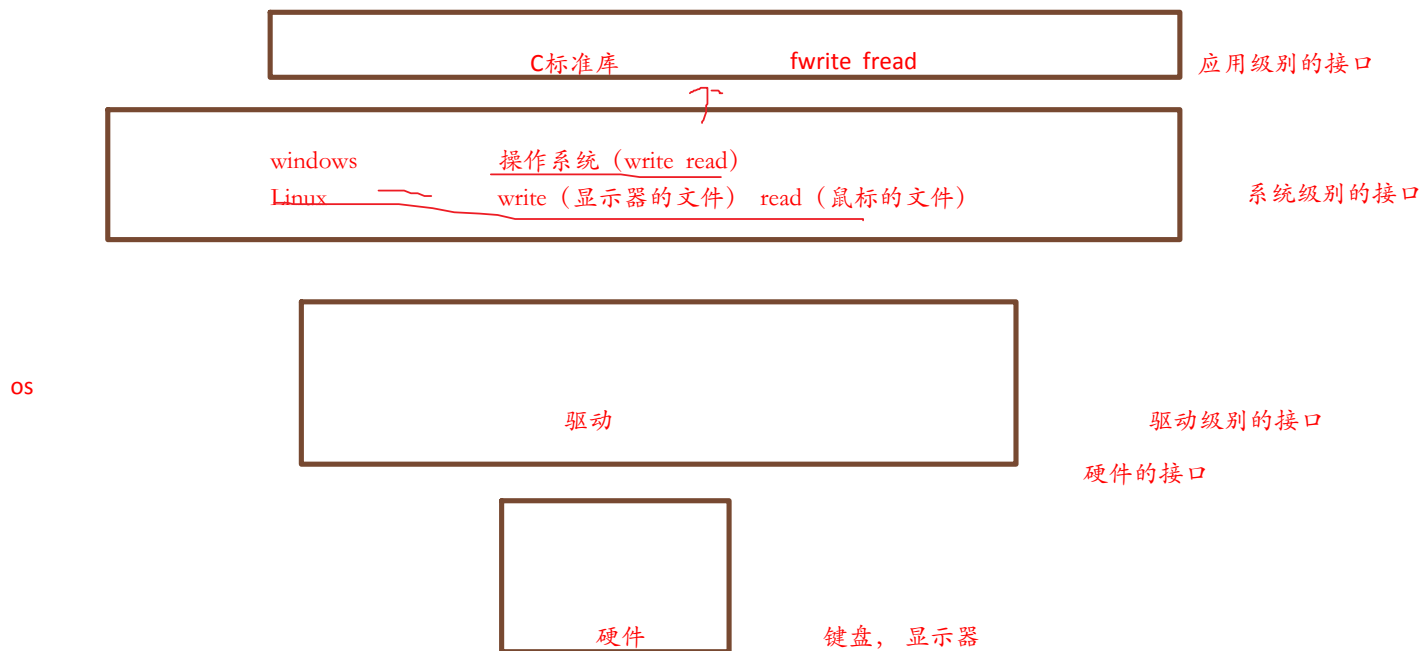 C标准库 fwrite fread 应用级别的接口
windows 操作系统（write read）
Linux write（显示器的文件） read（鼠标的文件） 系统级别的接口
os
驱动 驱动级别的接口
硬件的接口
硬件 键盘，显示器